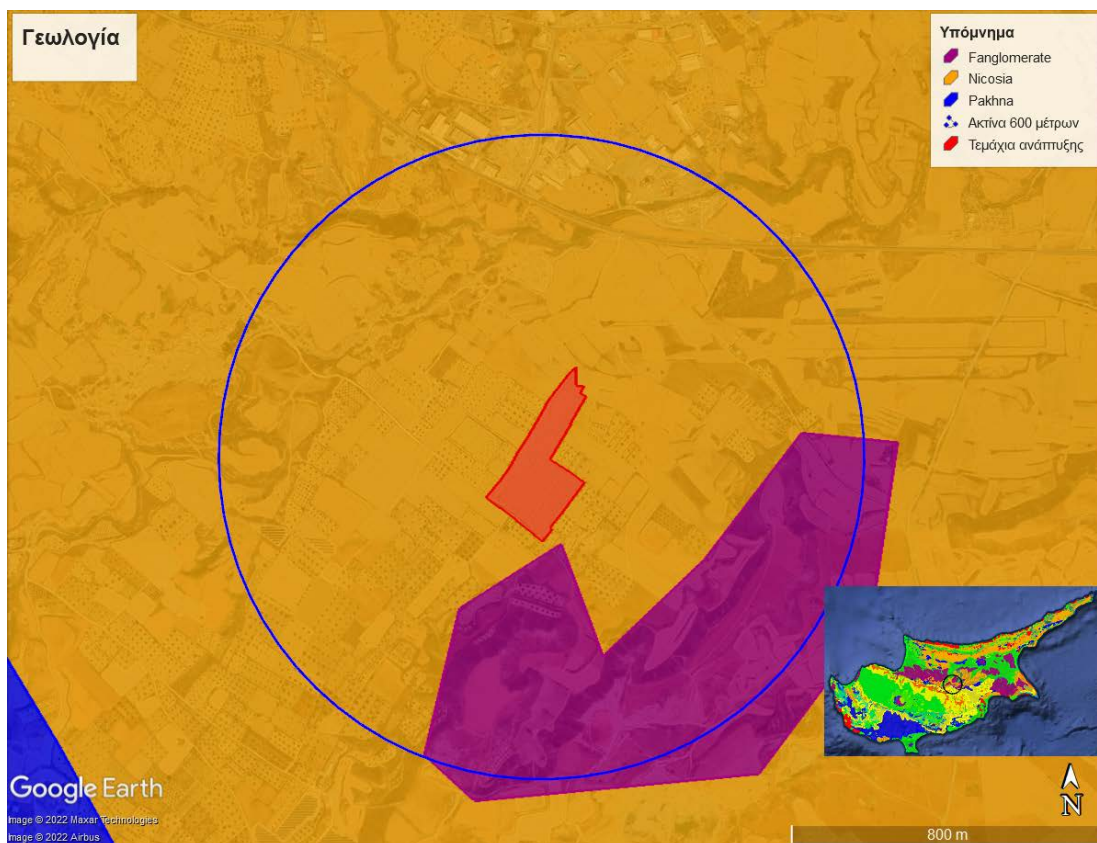 Γεωλογία
Υπόμνημα
Fanglomerate
Nicosia
Pakhna
Ακτίνα 600 μέτρων
Τεμάχια ανάπτυξης
Google Earth
Image © 2022 Maxar Technologies
Image © 2022 Airbus
N
800 m